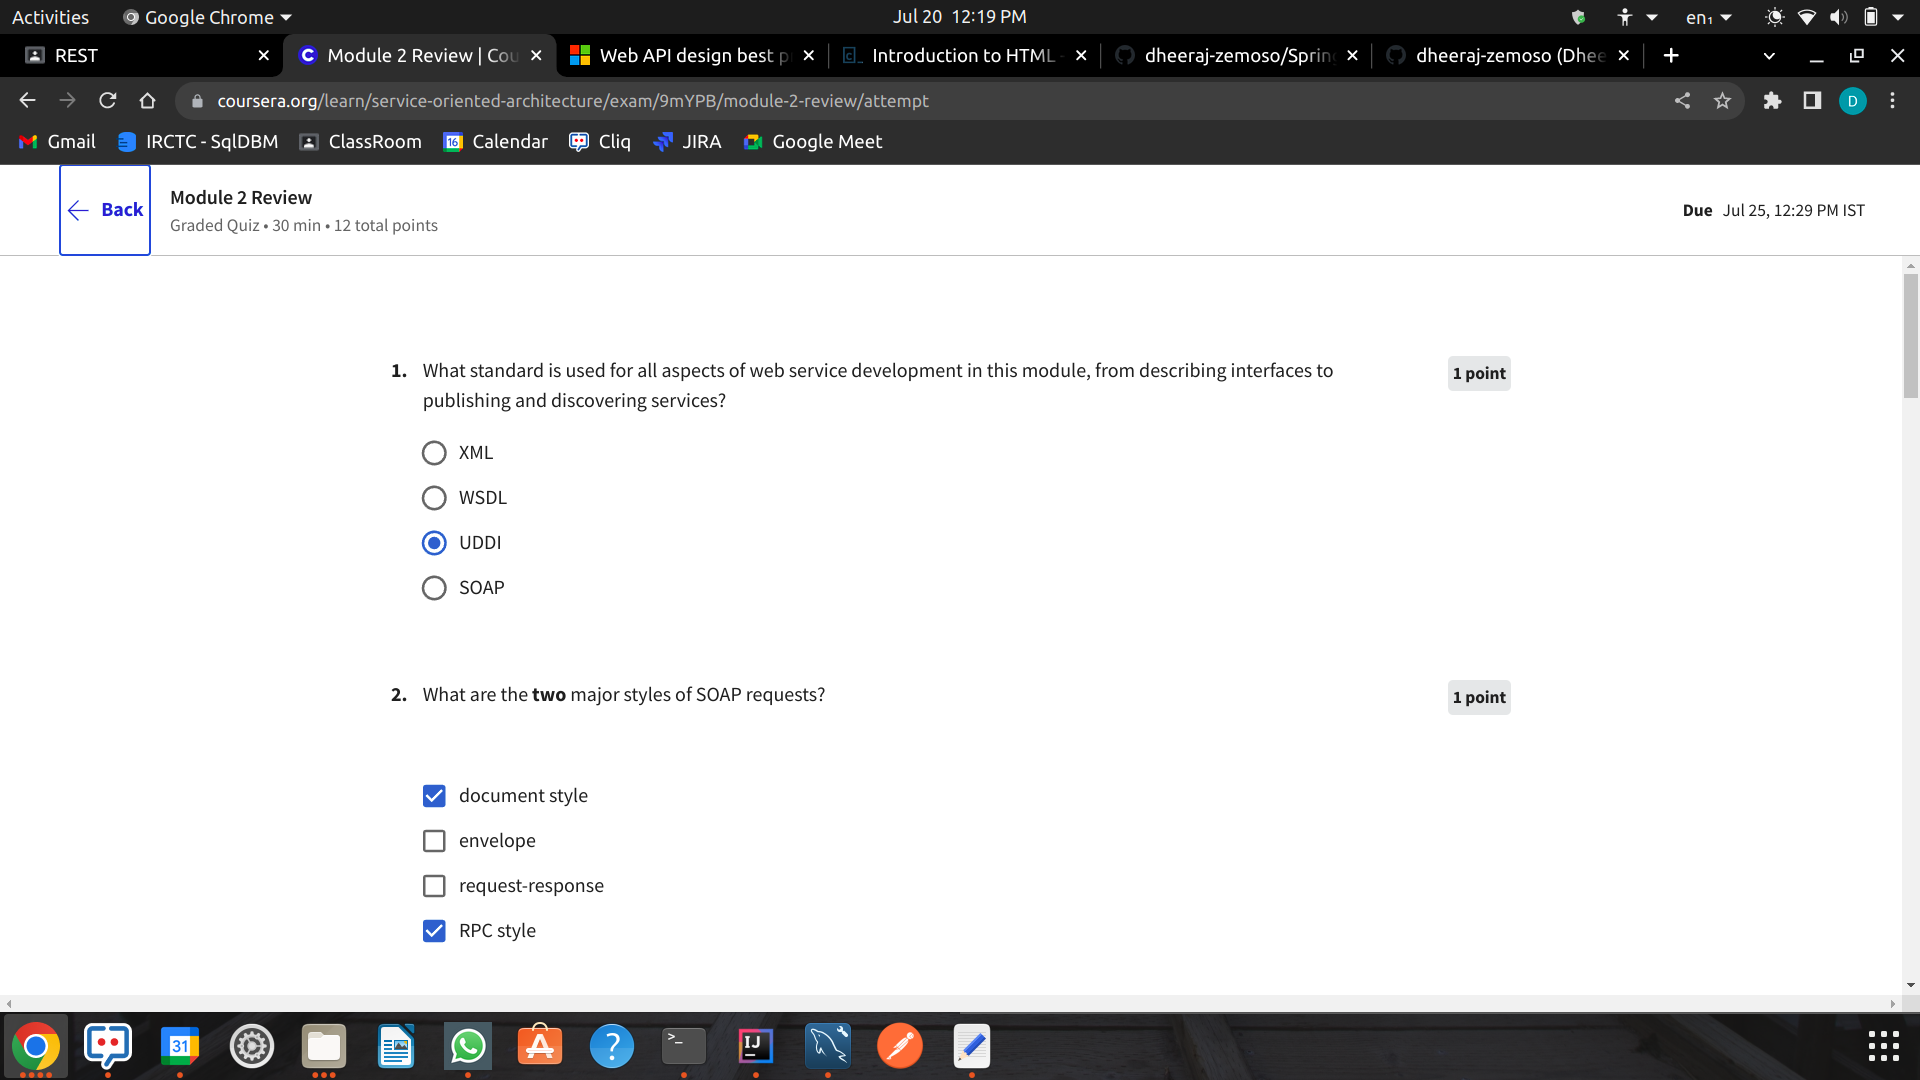 Activities Google Chrome Jul 20 12:19 PM en₁
REST Module 2 Review | Cou Web API design best p Introduction to HTML dheeraj-zemoso/Spring dheeraj-zemoso (Dhee
coursera.org/learn/service-oriented-architecture/exam/9mYPB/module-2-review/attempt D
Gmail IRCTC - SqlDBM ClassRoom 16 Calendar Cliq JIRA Google Meet
Back
Module 2 Review
Graded Quiz • 30 min • 12 total points
Due Jul 25, 12:29 PM IST
1. What standard is used for all aspects of web service development in this module, from describing interfaces to
publishing and discovering services?
1 point
XML
WSDL
UDDI
SOAP
2. What are the two major styles of SOAP requests?
1 point
document style
envelope
request-response
RPC style
31
A
?
>_
IJ